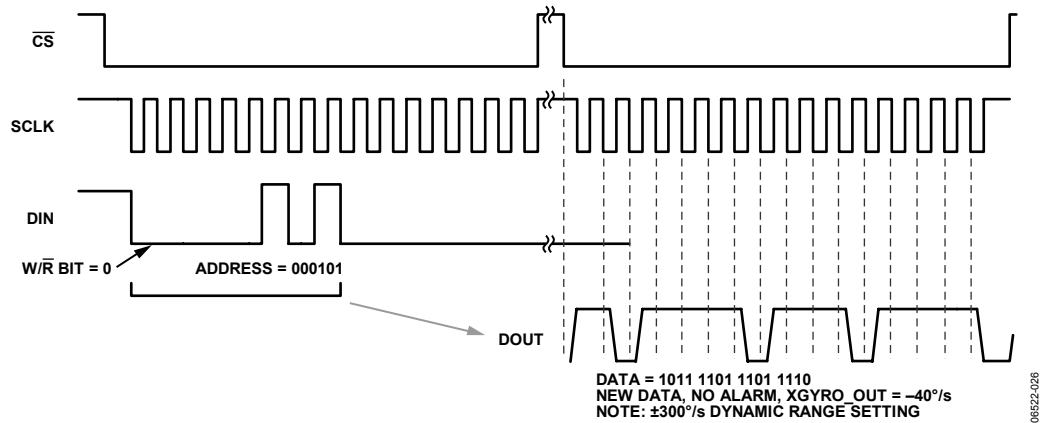 CS
SCLK
DIN
W/R BIT = 0
ADDRESS = 000101
DOUT
DATA = 1011 1101 1101 1110
NEW DATA, NO ALARM, XGYRO_OUT = –40°/s
NOTE: ±300°/s DYNAMIC RANGE SETTING
06522-026